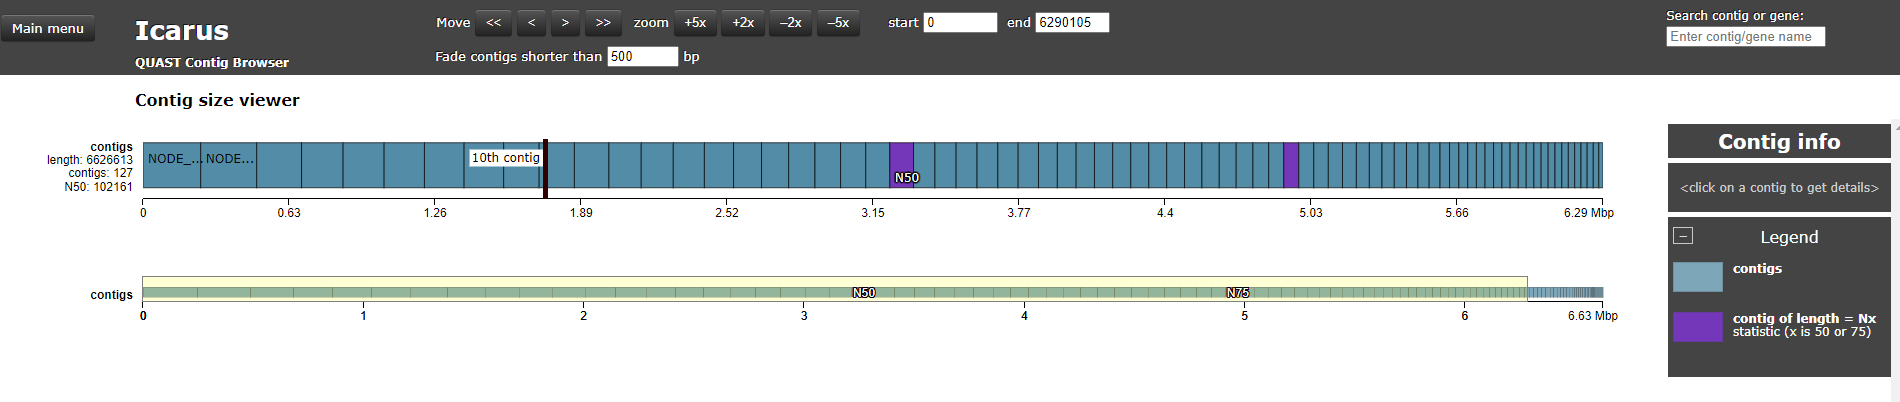 Main menu
Icarus
QUAST Contig Browser
Move << < > >> zoom +5x +2x –2x –5x start 0 end 6290105
Fade contigs shorter than 500 bp
Search contig or gene:
Enter contig/gene name
Contig size viewer
contigs
length: 6626613
contigs: 127
N50: 102161
NODE_... NODE...
10th contig
N50
0 0.63 1.26 1.89 2.52 3.15 3.77 4.4 5.03 5.66 6.29 Mbp
contigs
N50 N75
0 1 2 3 4 5 6 6.63 Mbp
Contig info
<click on a contig to get details>
– Legend
contigs
contig of length = Nx
statistic (x is 50 or 75)